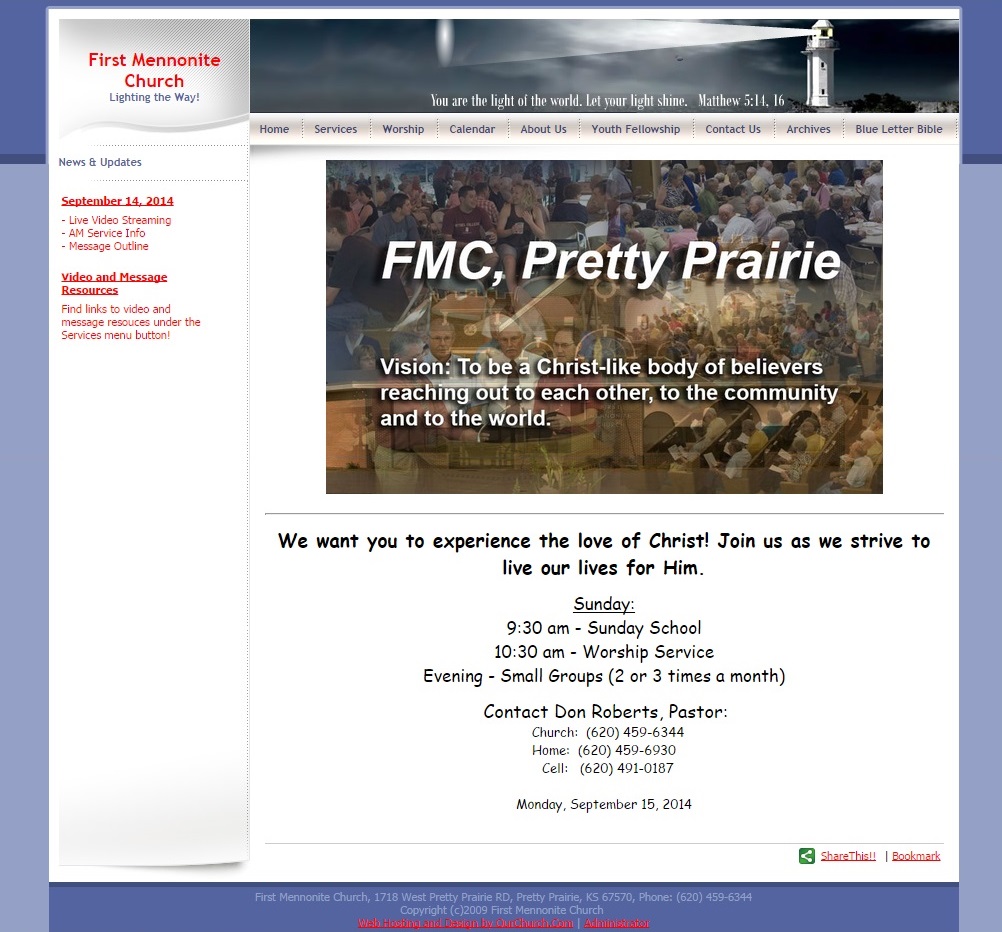 First Mennonite
Church
Lighting the Way!
You are the light of the world. Let your light shine. Matthew 5:14, 16
Home Services Worship Calendar About Us Youth Fellowship Contact Us Archives Blue Letter Bible
News & Updates
September 14, 2014
- Live Video Streaming
- AM Service Info
- Message Outline
Video and Message
Resources
Find links to video and
message resouces under the
Services menu button!
FMC, Pretty Prairie
Vision: To be a Christ-like body of believers
reaching out to each other, to the community
and to the world.
We want you to experience the love of Christ! Join us as we strive to
live our lives for Him.
Sunday:
9:30 am - Sunday School
10:30 am - Worship Service
Evening - Small Groups (2 or 3 times a month)
Contact Don Roberts, Pastor:
Church: (620) 459-6344
Home: (620) 459-6930
Cell: (620) 491-0187
Monday, September 15, 2014
ShareThis!! | Bookmark
First Mennonite Church, 1718 West Pretty Prairie RD, Pretty Prairie, KS 67570, Phone: (620) 459-6344
Copyright (c)2009 First Mennonite Church
Web Hosting and Design by OurChurch.Com | Administrator